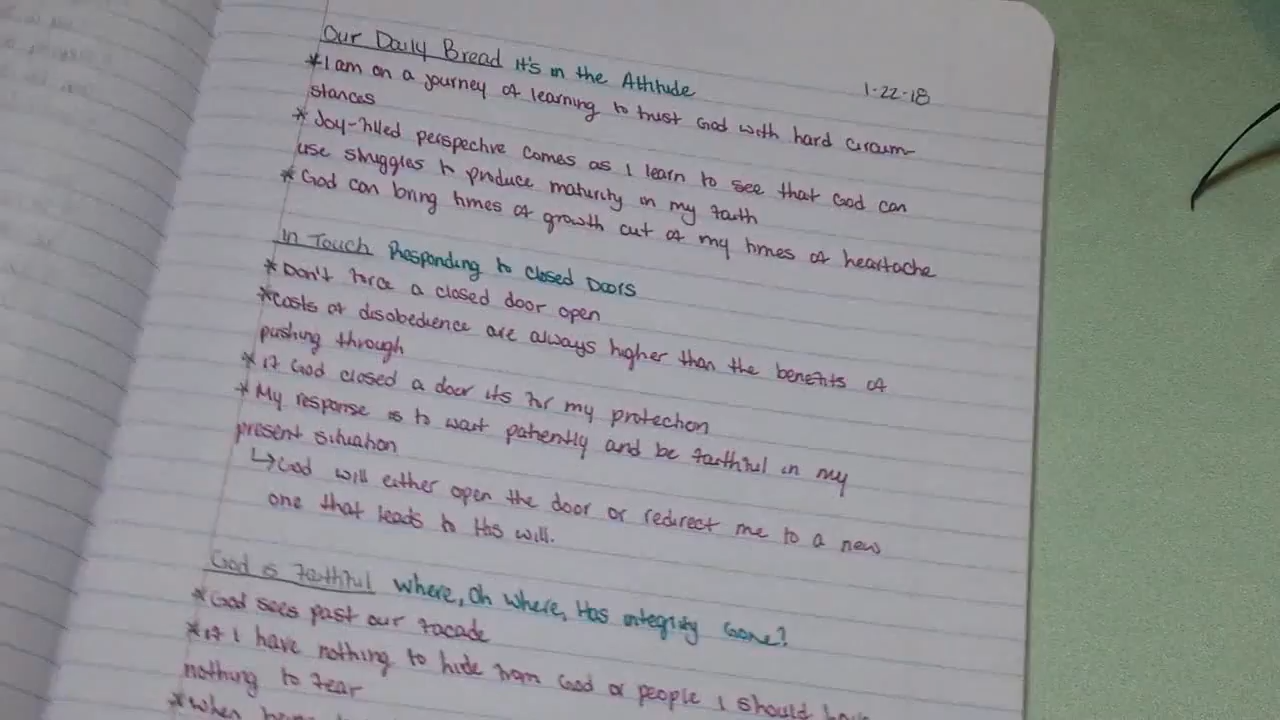 Our Daily Bread It's in the Attitude
1-22-18
*I am on a journey of learning to trust God with hard circum-
stances
* Joy-filled perspective comes as I learn to see that God can
use struggles to produce maturity in my faith
* God can bring times of growth out of my times of heartache
In Touch Responding to Closed Doors
*Don't force a closed door open
*Costs of disobedience are always higher than the benefits of
pushing through
* If God closed a door its for my protection
* My response is to wait patiently and be faithful in my
present situation
↳God will either open the door or redirect me to a new
one that leads to His will.
God is Faithful Where, Oh Where, Has Integrity Gone?
*God sees past our facade
*If I have nothing to hide from God or people I should have
nothing to fear
*When